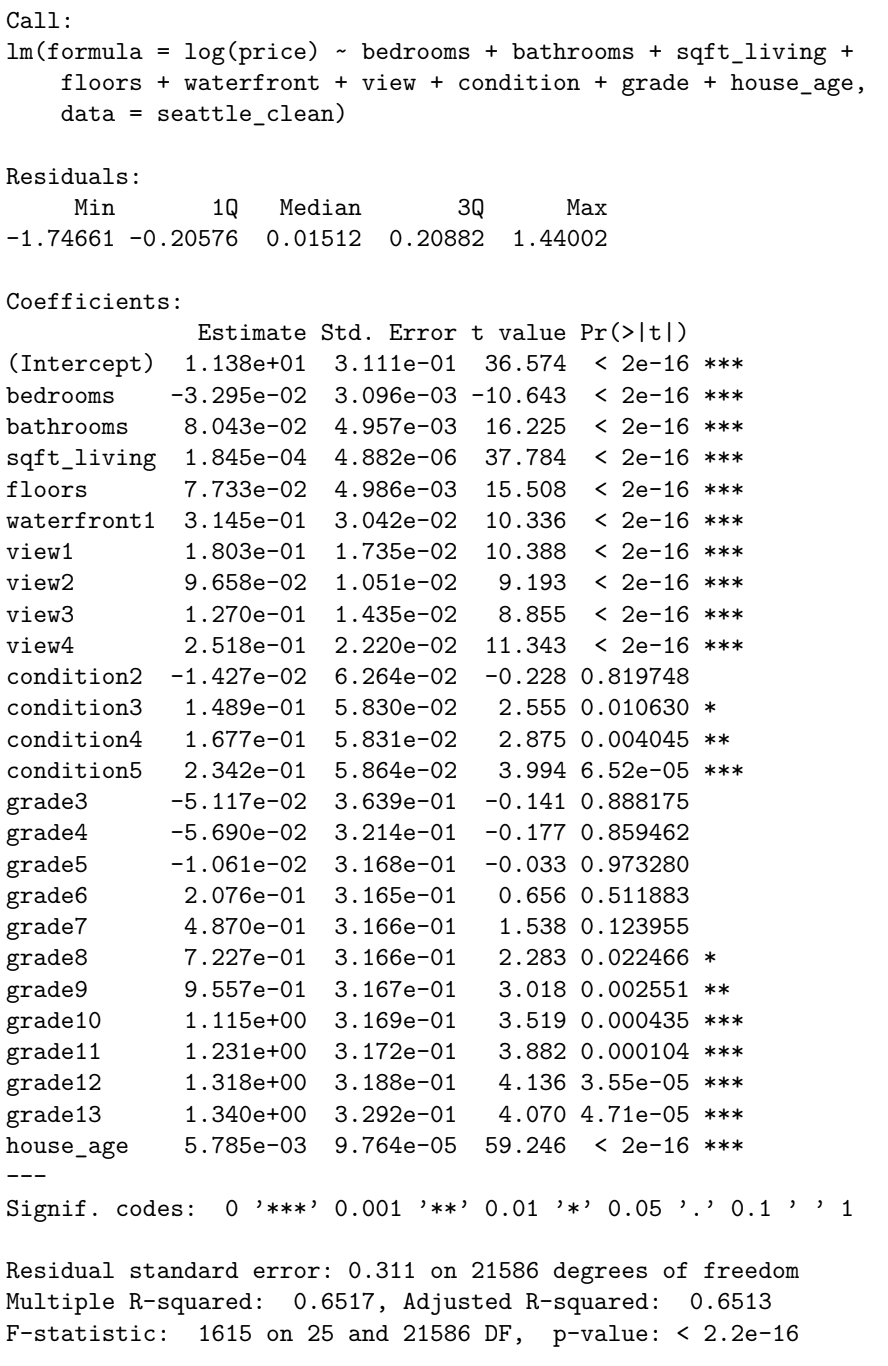 Call:
lm(formula = log(price) ~ bedrooms + bathrooms + sqft_living +
    floors + waterfront + view + condition + grade + house_age,
    data = seattle_clean)

Residuals:
     Min       1Q   Median       3Q      Max
-1.74661 -0.20576  0.01512  0.20882  1.44002

Coefficients:
              Estimate Std. Error t value Pr(>|t|)
(Intercept)  1.138e+01  3.111e-01  36.574  < 2e-16 ***
bedrooms    -3.295e-02  3.096e-03 -10.643  < 2e-16 ***
bathrooms    8.043e-02  4.957e-03  16.225  < 2e-16 ***
sqft_living  1.845e-04  4.882e-06  37.784  < 2e-16 ***
floors       7.733e-02  4.986e-03  15.508  < 2e-16 ***
waterfront1  3.145e-01  3.042e-02  10.336  < 2e-16 ***
view1        1.803e-01  1.735e-02  10.388  < 2e-16 ***
view2        9.658e-02  1.051e-02   9.193  < 2e-16 ***
view3        1.270e-01  1.435e-02   8.855  < 2e-16 ***
view4        2.518e-01  2.220e-02  11.343  < 2e-16 ***
condition2  -1.427e-02  6.264e-02  -0.228 0.819748
condition3   1.489e-01  5.830e-02   2.555 0.010630 *
condition4   1.677e-01  5.831e-02   2.875 0.004045 **
condition5   2.342e-01  5.864e-02   3.994 6.52e-05 ***
grade3      -5.117e-02  3.639e-01  -0.141 0.888175
grade4      -5.690e-02  3.214e-01  -0.177 0.859462
grade5      -1.061e-02  3.168e-01  -0.033 0.973280
grade6       2.076e-01  3.165e-01   0.656 0.511883
grade7       4.870e-01  3.166e-01   1.538 0.123955
grade8       7.227e-01  3.166e-01   2.283 0.022466 *
grade9       9.557e-01  3.167e-01   3.018 0.002551 **
grade10      1.115e+00  3.169e-01   3.519 0.000435 ***
grade11      1.231e+00  3.172e-01   3.882 0.000104 ***
grade12      1.318e+00  3.188e-01   4.136 3.55e-05 ***
grade13      1.340e+00  3.292e-01   4.070 4.71e-05 ***
house_age    5.785e-03  9.764e-05  59.246  < 2e-16 ***
---
Signif. codes:  0 '***' 0.001 '**' 0.01 '*' 0.05 '.' 0.1 ' ' 1

Residual standard error: 0.311 on 21586 degrees of freedom
Multiple R-squared:  0.6517, Adjusted R-squared:  0.6513
F-statistic:  1615 on 25 and 21586 DF,  p-value: < 2.2e-16